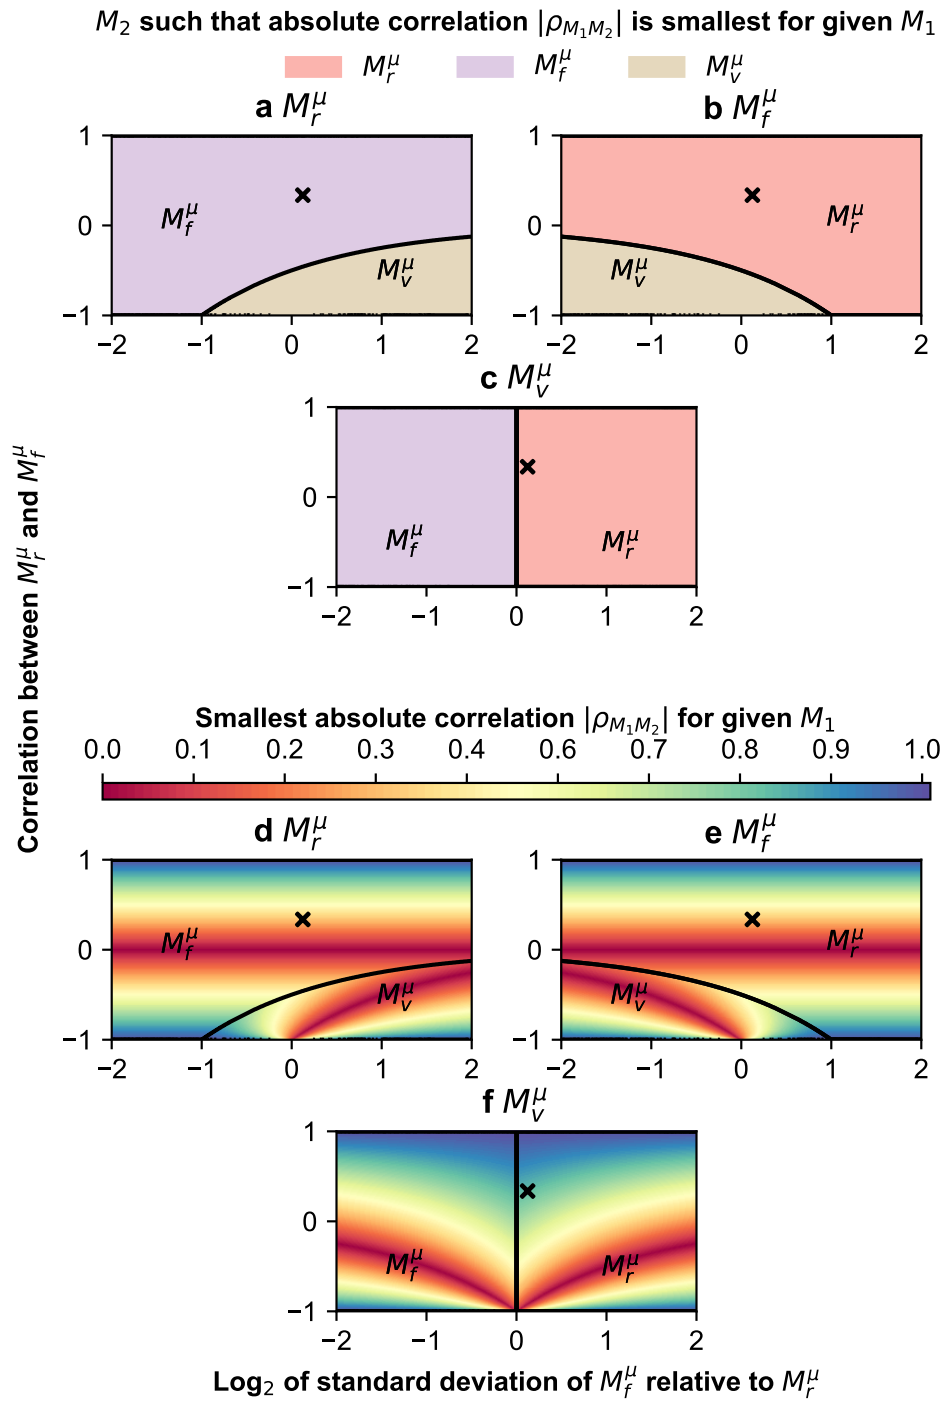 M₂ such that absolute correlation |ρ_{M₁M₂}| is smallest for given M₁
M_r^μ M_f^μ M_v^μ
a M_r^μ
b M_f^μ
1
0
−1
−2 −1 0 1 2
M_f^μ
M_v^μ
1
0
−1
−2 −1 0 1 2
M_r^μ
M_v^μ
c M_v^μ
1
0
−1
−2 −1 0 1 2
M_f^μ
M_r^μ
Correlation between M_r^μ and M_f^μ
Smallest absolute correlation |ρ_{M₁M₂}| for given M₁
0.0 0.1 0.2 0.3 0.4 0.5 0.6 0.7 0.8 0.9 1.0
d M_r^μ
e M_f^μ
1
0
−1
−2 −1 0 1 2
M_f^μ
M_v^μ
1
0
−1
−2 −1 0 1 2
M_r^μ
M_v^μ
f M_v^μ
1
0
−1
−2 −1 0 1 2
M_f^μ
M_r^μ
Log₂ of standard deviation of M_f^μ relative to M_r^μ